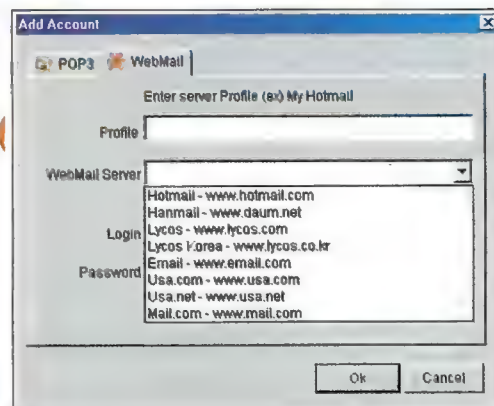 Add Account
POP3 WebMail
Enter server Profile (ex) My Hotmail
Profile
WebMail Server
Hotmail - www.hotmail.com
Hanmail - www.daum.net
Lycos - www.lycos.com
Lycos Korea - www.lycos.co.kr
Email - www.email.com
Usa.com - www.usa.com
Usa.net - www.usa.net
Mail.com - www.mail.com
Login
Password
Ok Cancel